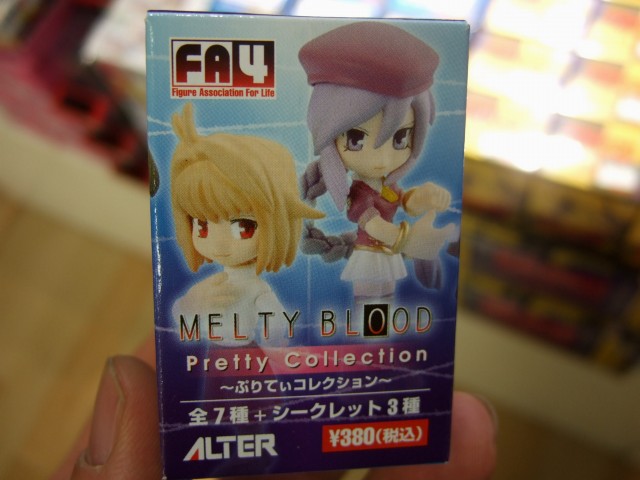 FA4
Figure Association For Life
MELTY BLOOD
Pretty Collection
～ぷりてぃコレクション～
全7種+シークレット3種
ALTER
¥380(税込)